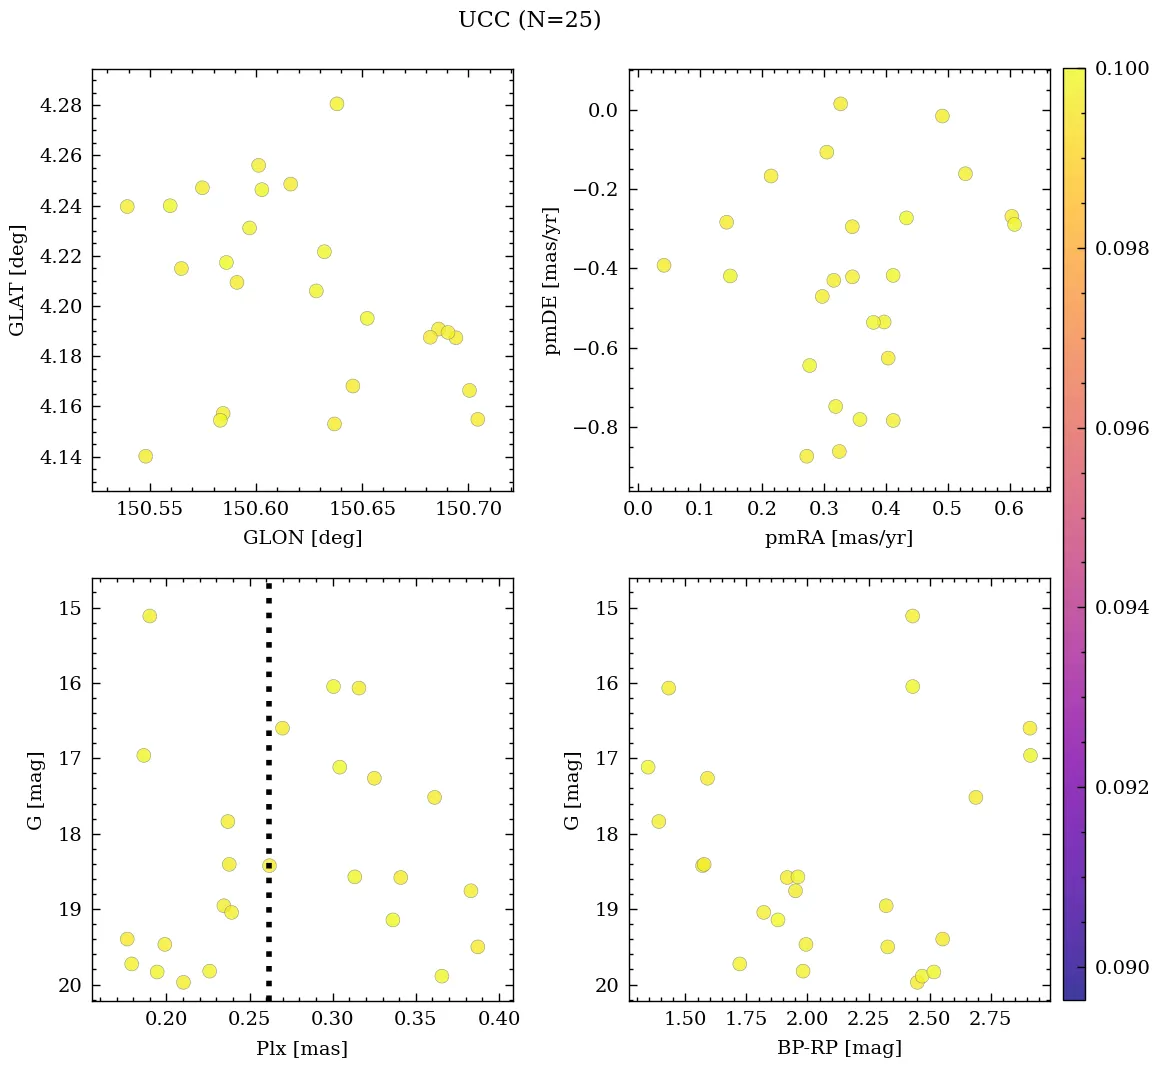 UCC (N=25)
4.28
4.26
4.24
4.22
4.20
4.18
4.16
4.14
GLAT [deg]
150.55 150.60 150.65 150.70
GLON [deg]
0.0
−0.2
−0.4
−0.6
−0.8
pmDE [mas/yr]
0.0 0.1 0.2 0.3 0.4 0.5 0.6
pmRA [mas/yr]
0.100
0.098
0.096
0.094
0.092
0.090
15
16
17
18
19
20
G [mag]
0.20 0.25 0.30 0.35 0.40
Plx [mas]
15
16
17
18
19
20
G [mag]
1.50 1.75 2.00 2.25 2.50 2.75
BP-RP [mag]